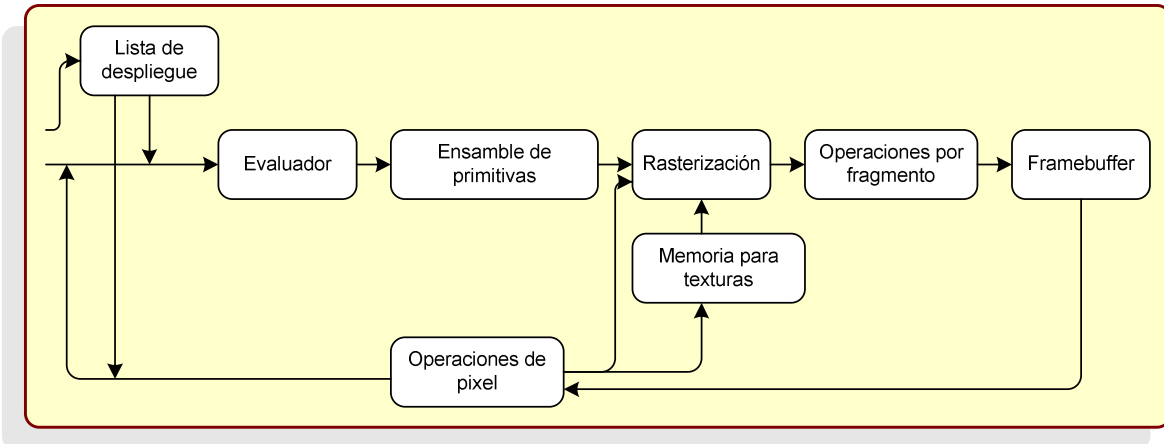 Lista de
despliegue
Evaluador
Ensamble de
primitivas
Rasterización
Operaciones por
fragmento
Framebuffer
Memoria para
texturas
Operaciones de
pixel